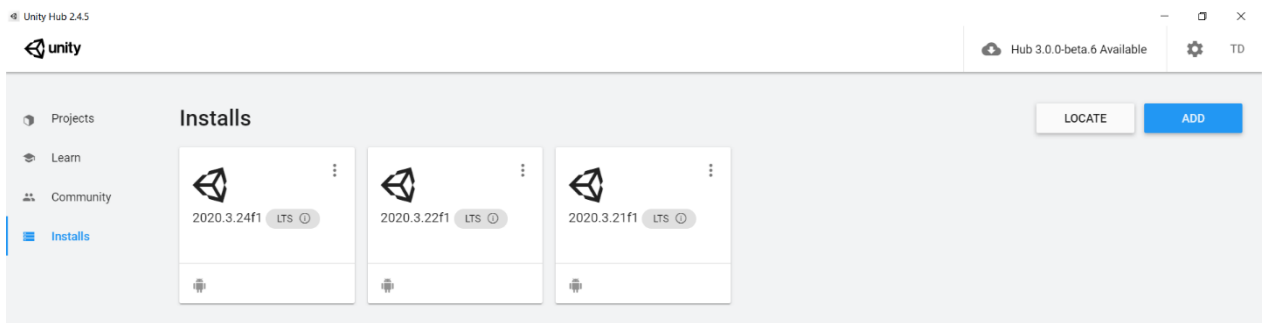 Unity Hub 2.4.5
unity
Hub 3.0.0-beta.6 Available
TD
Projects
Learn
Community
Installs
Installs
LOCATE
ADD
2020.3.24f1 LTS
2020.3.22f1 LTS
2020.3.21f1 LTS